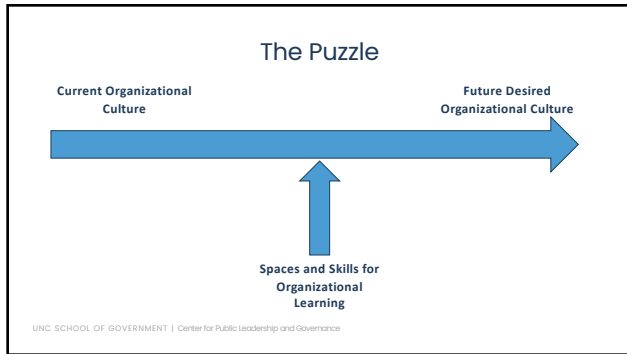 The Puzzle
Current Organizational
Culture
Future Desired
Organizational Culture
Spaces and Skills for
Organizational
Learning
UNC SCHOOL OF GOVERNMENT | Center for Public Leadership and Governance